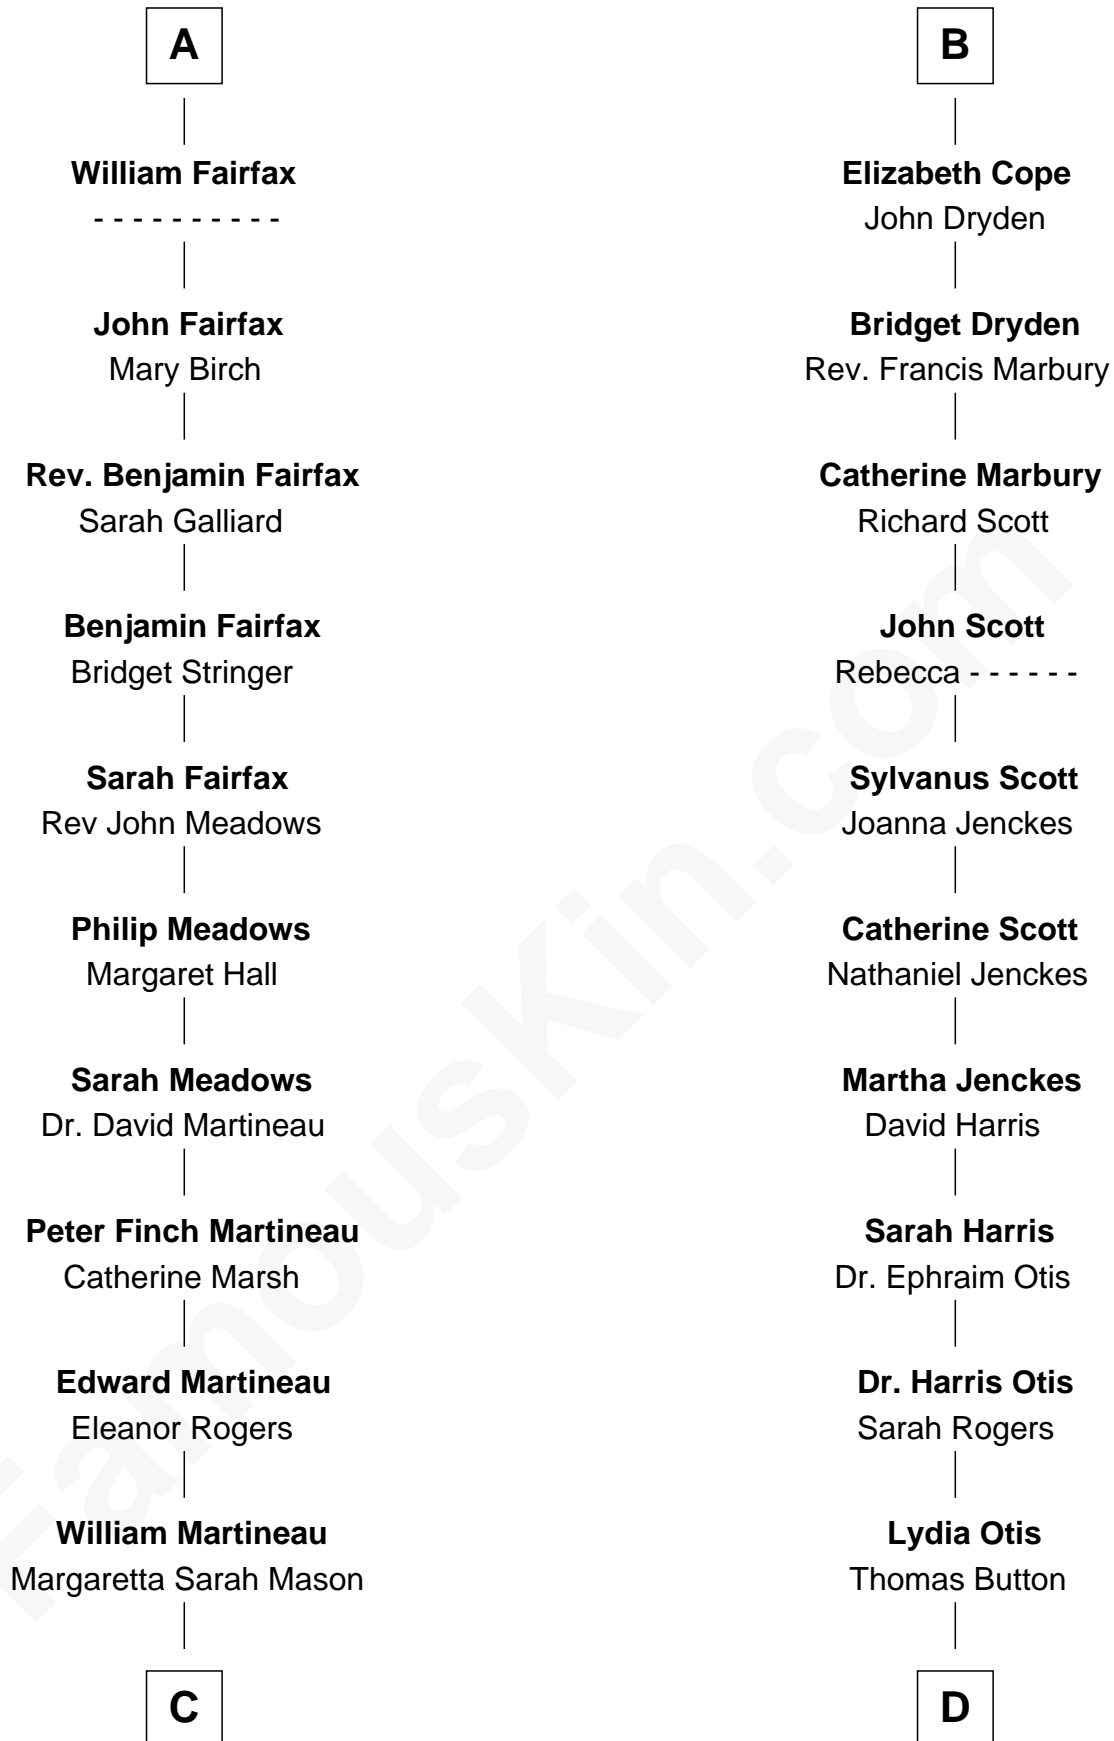 A
William Fairfax
- - - - - - - - - -
John Fairfax
Mary Birch
Rev. Benjamin Fairfax
Sarah Galliard
Benjamin Fairfax
Bridget Stringer
Sarah Fairfax
Rev John Meadows
Philip Meadows
Margaret Hall
Sarah Meadows
Dr. David Martineau
Peter Finch Martineau
Catherine Marsh
Edward Martineau
Eleanor Rogers
William Martineau
Margaretta Sarah Mason
C
B
Elizabeth Cope
John Dryden
Bridget Dryden
Rev. Francis Marbury
Catherine Marbury
Richard Scott
John Scott
Rebecca - - - - - -
Sylvanus Scott
Joanna Jenckes
Catherine Scott
Nathaniel Jenckes
Martha Jenckes
David Harris
Sarah Harris
Dr. Ephraim Otis
Dr. Harris Otis
Sarah Rogers
Lydia Otis
Thomas Button
D
FamousKin.com